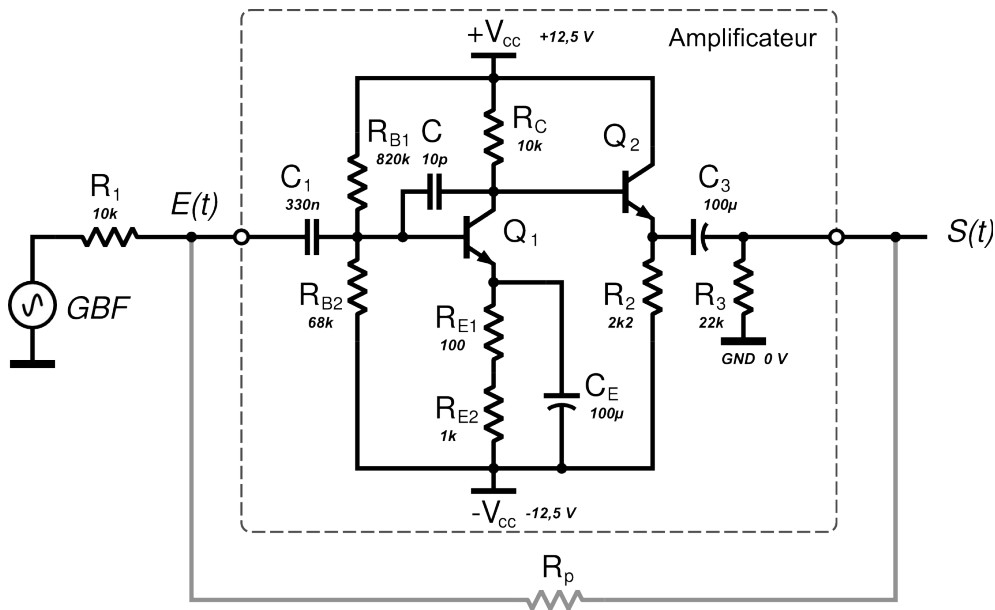 +Vcc +12,5 V
Amplificateur
RB1
820k
C
10p
RC
10k
Q2
R1
10k
E(t)
C1
330n
C3
100µ
S(t)
Q1
GBF
RB2
68k
RE1
100
R2
2k2
R3
22k
GND 0 V
RE2
1k
CE
100µ
−Vcc -12,5 V
Rp